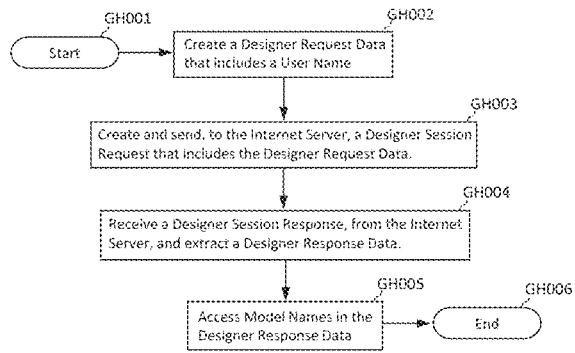 GH001
Start
GH002
Create a Designer Request Data
that includes a User Name
GH003
Create and send, to the Internet Server, a Designer Session
Request that includes the Designer Request Data.
GH004
Receive a Designer Session Response, from the Internet
Server, and extract a Designer Response Data.
GH005
Access Model Names in the
Designer Response Data
GH006
End